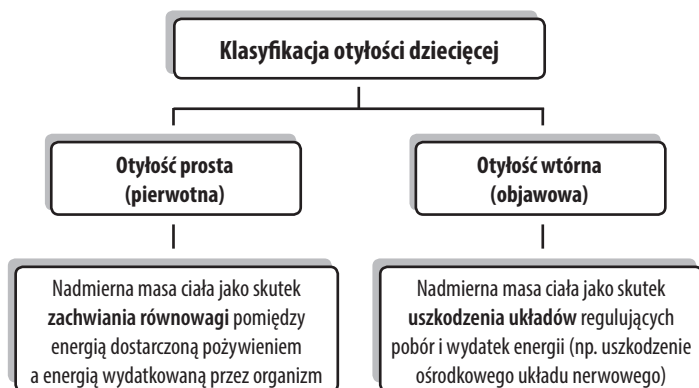 Klasyfikacja otyłości dziecięcej
Otyłość prosta
(pierwotna)
Otyłość wtórna
(objawowa)
Nadmierna masa ciała jako skutek
zachwiania równowagi pomiędzy
energią dostarczoną pożywieniem
a energią wydatkowaną przez organizm
Nadmierna masa ciała jako skutek
uszkodzenia układów regulujących
pobór i wydatek energii (np. uszkodzenie
ośrodkowego układu nerwowego)